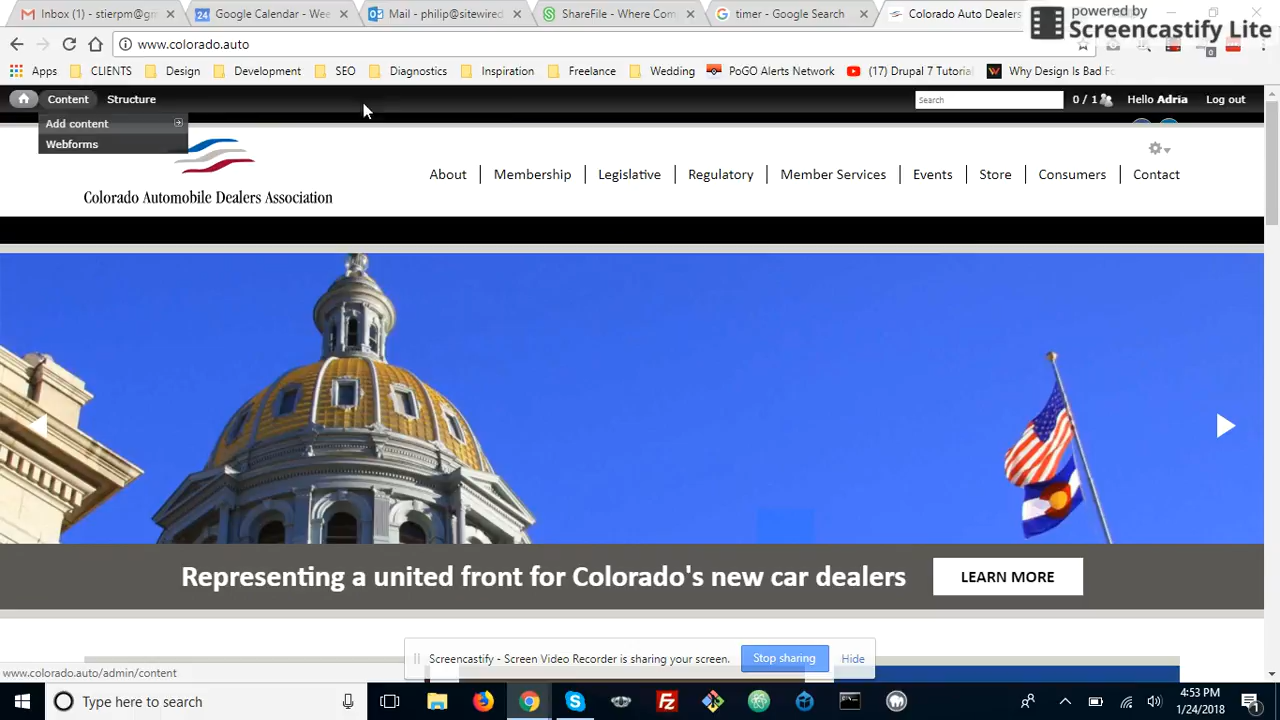 Inbox (16) - stierpm@gm
Google Calendar - Wee
Mail - philip@sitewired
ShareFile - Where Com
timer - Google Search
Colorado Auto Dealers
powered by
Screencastify Lite
www.colorado.auto
0
Apps CLIENTS Design Development SEO Diagnostics Inspiration Freelance Wedding PoGO Alerts Network (17) Drupal 7 Tutorial Why Design Is Bad Fo
Content Structure Search 0 / 1 Hello Adria Log out
Add content
Webforms
Colorado Automobile Dealers Association
About Membership Legislative Regulatory Member Services Events Store Consumers Contact
Representing a united front for Colorado's new car dealers LEARN MORE
Screencastify - Screen Video Recorder is sharing your screen. Stop sharing Hide
www.colorado.auto/admin/content
Type here to search
4:53 PM
1/24/2018
1